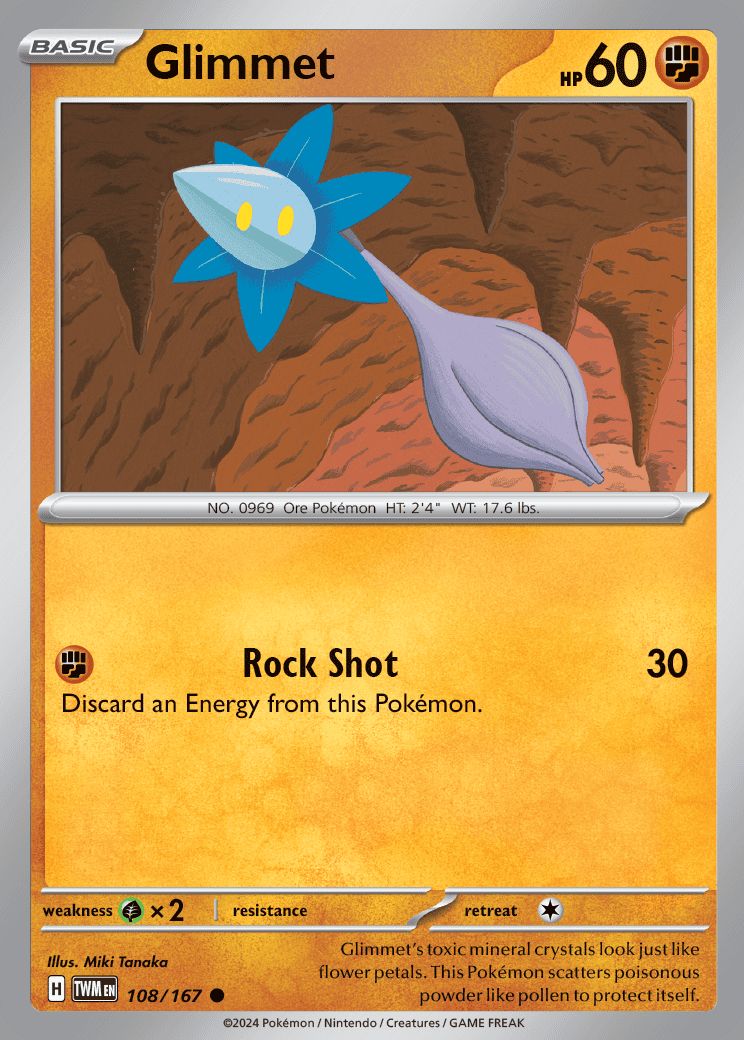 BASIC
Glimmet
HP 60
NO. 0969 Ore Pokémon HT: 2'4" WT: 17.6 lbs.
Rock Shot 30
Discard an Energy from this Pokémon.
weakness ×2 resistance retreat
Illus. Miki Tanaka
Glimmet's toxic mineral crystals look just like
flower petals. This Pokémon scatters poisonous
powder like pollen to protect itself.
H TWM EN 108/167
©2024 Pokémon / Nintendo / Creatures / GAME FREAK